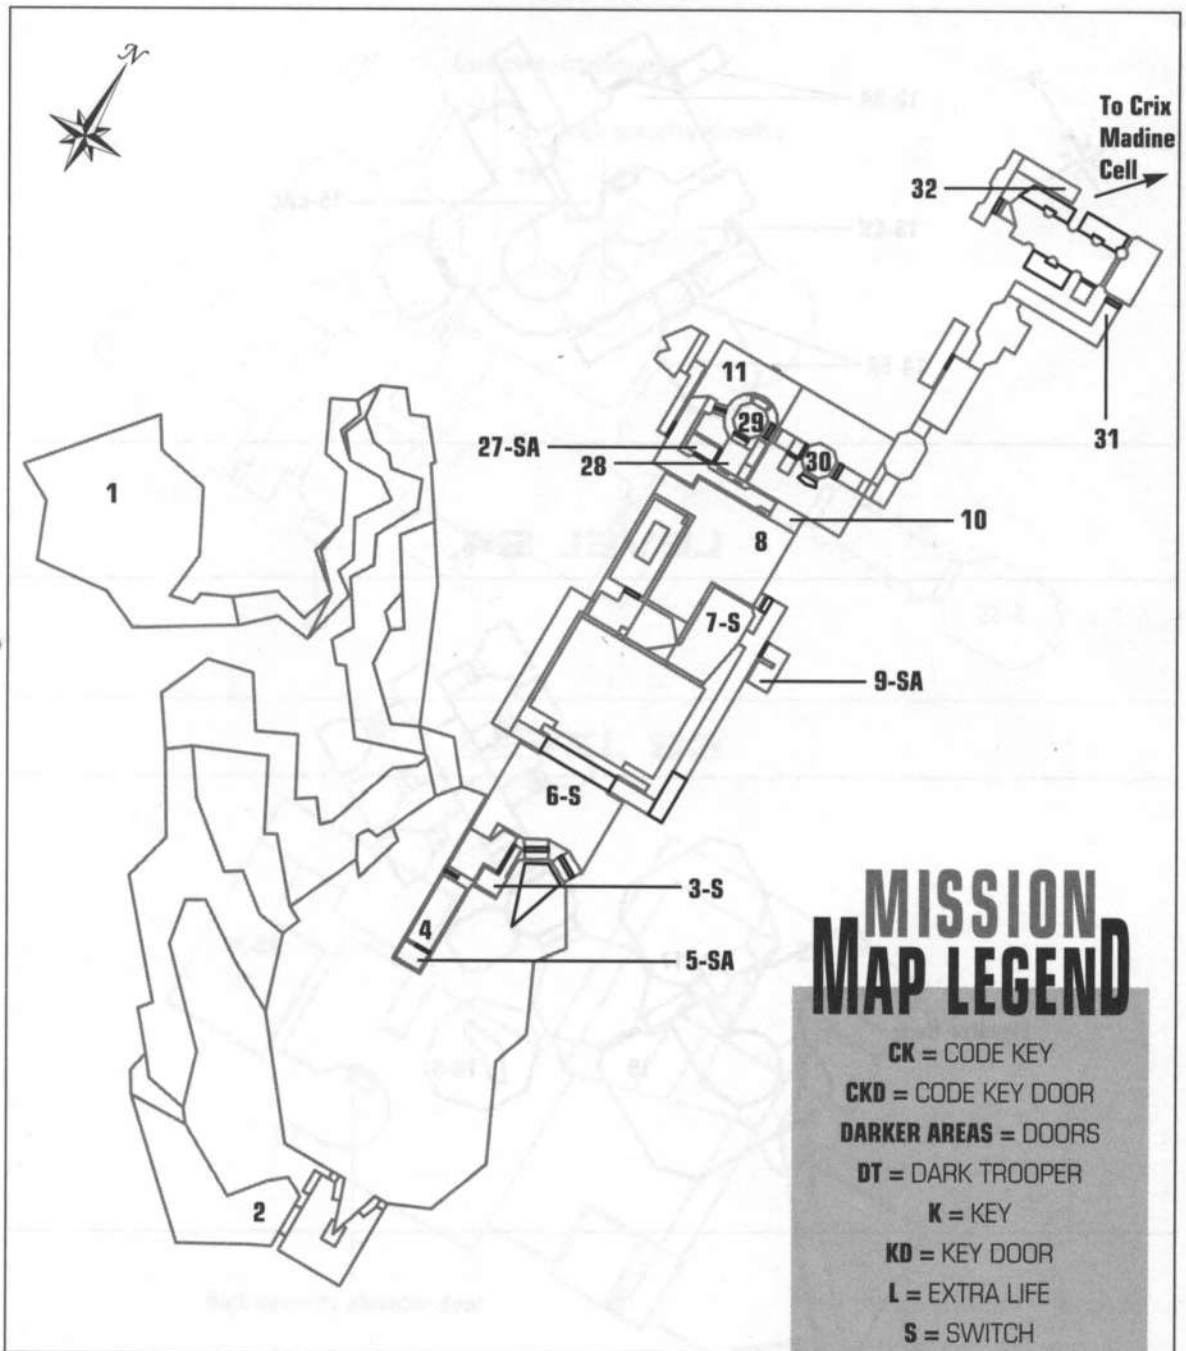 N
To Crix
Madine
Cell
32
11
29
27-SA
28
30
31
1
10
8
7-S
9-SA
6-S
3-S
4
5-SA
2
MISSION
MAP LEGEND
CK = CODE KEY
CKD = CODE KEY DOOR
DARKER AREAS = DOORS
DT = DARK TROOPER
K = KEY
KD = KEY DOOR
L = EXTRA LIFE
S = SWITCH